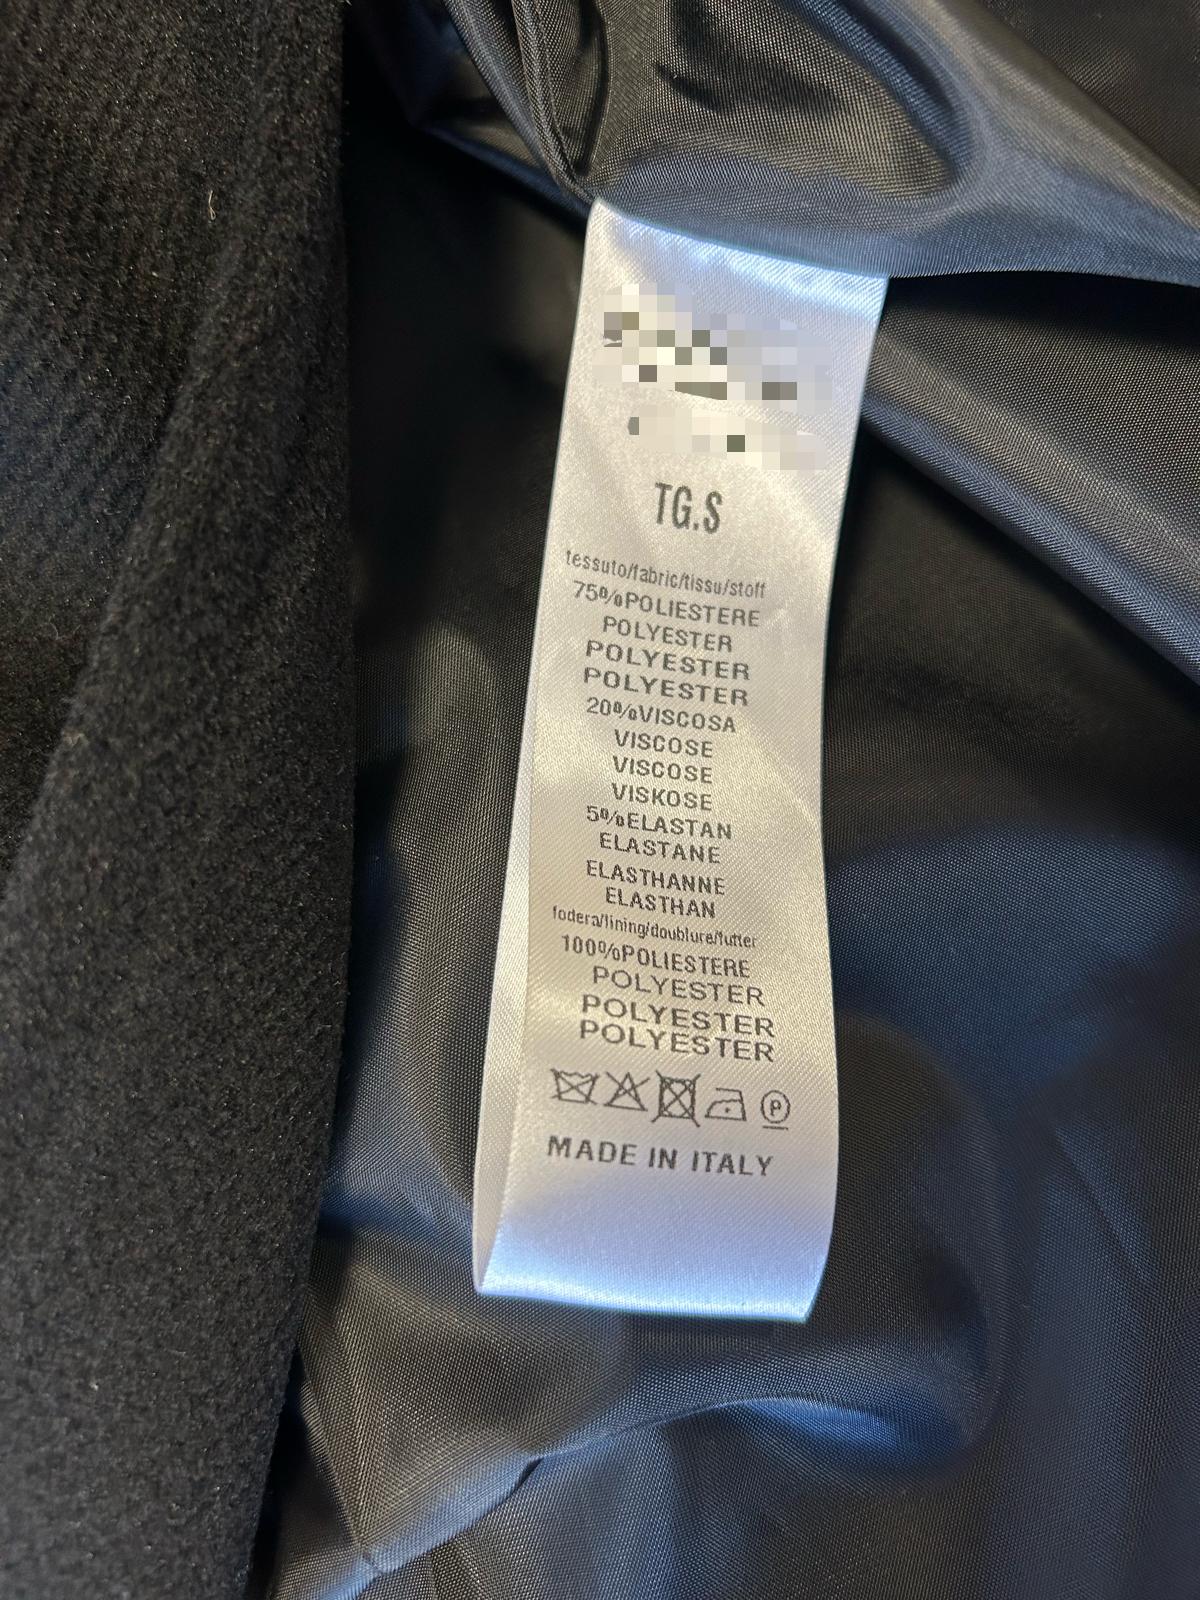 TG.S
tessuto/fabric/tissu/stoff
75%POLIESTERE
POLYESTER
POLYESTER
POLYESTER
20%VISCOSA
VISCOSE
VISCOSE
VISKOSE
5%ELASTAN
ELASTANE
ELASTHANNE
ELASTHAN
fodera/lining/doublure/futter
100%POLIESTERE
POLYESTER
POLYESTER
POLYESTER
P
MADE IN ITALY